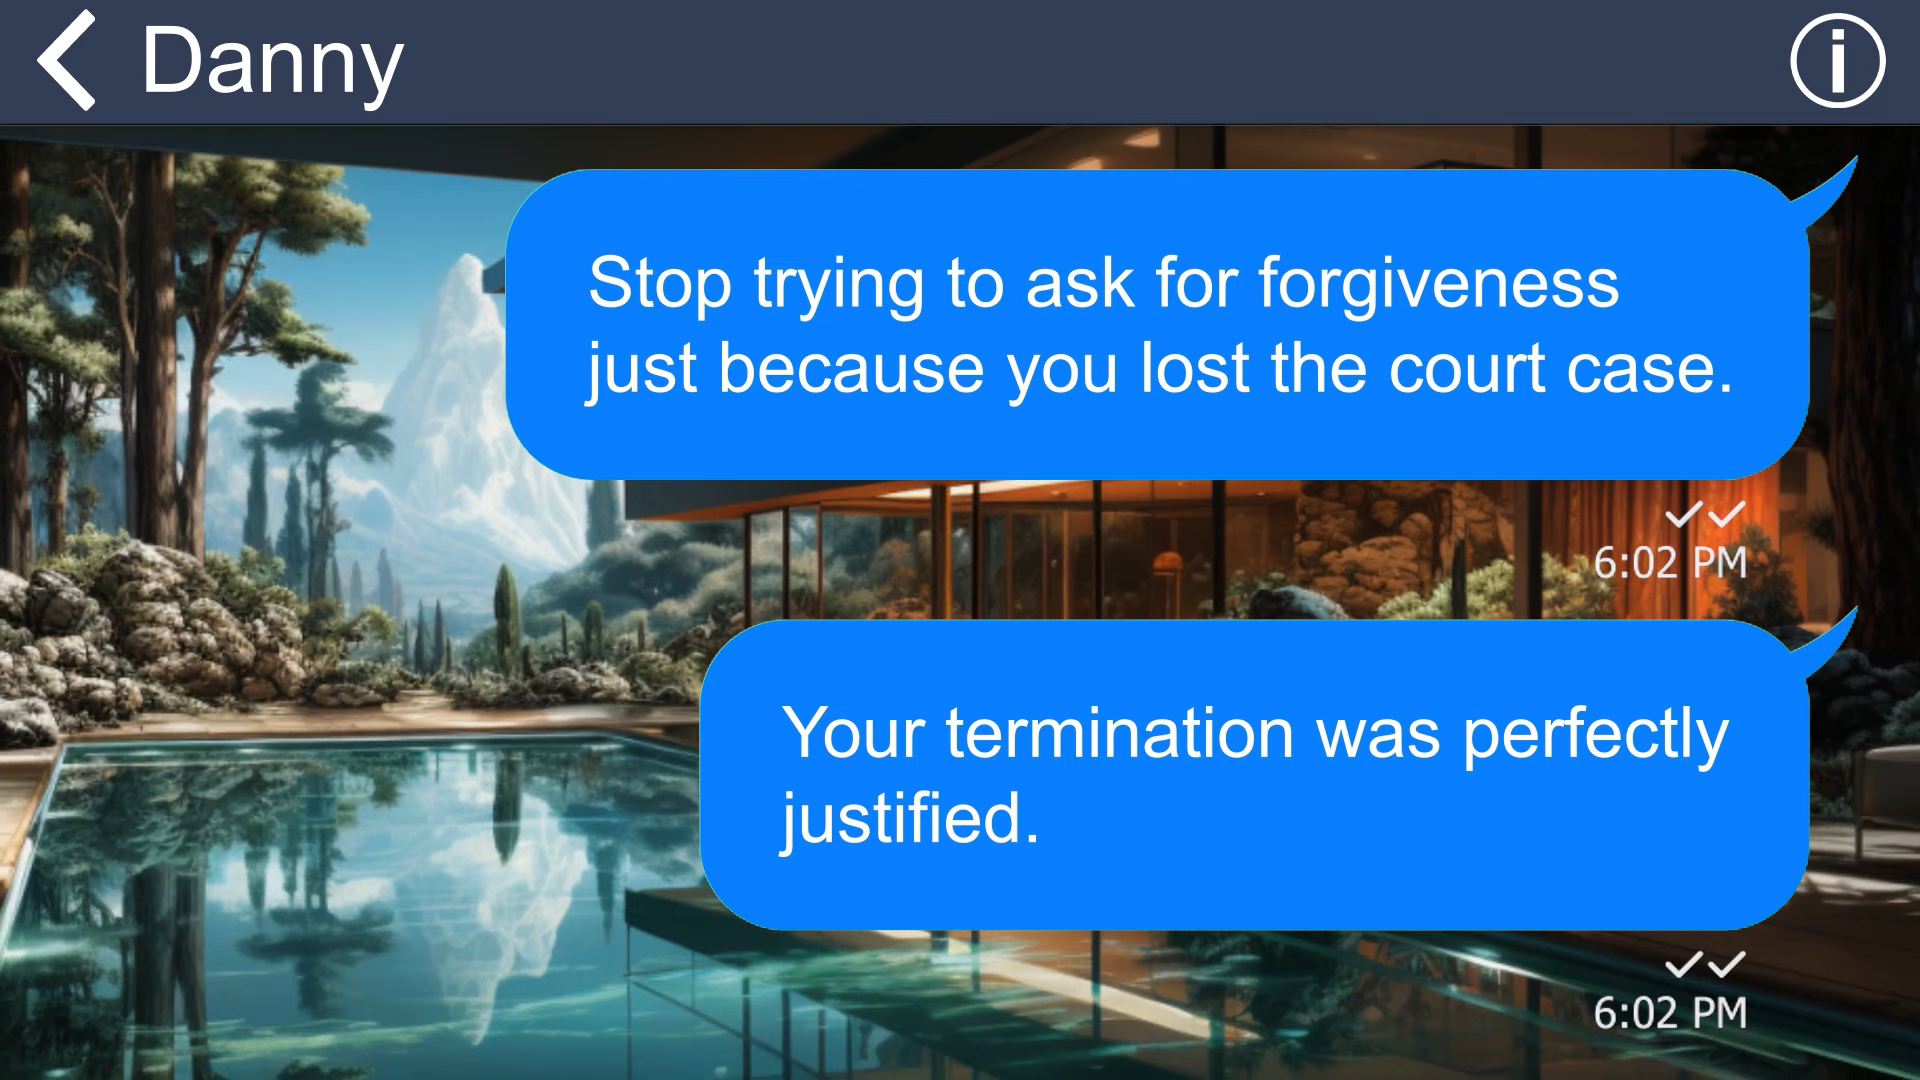 Danny
Stop trying to ask for forgiveness
just because you lost the court case.
6:02 PM
Your termination was perfectly
justified.
6:02 PM